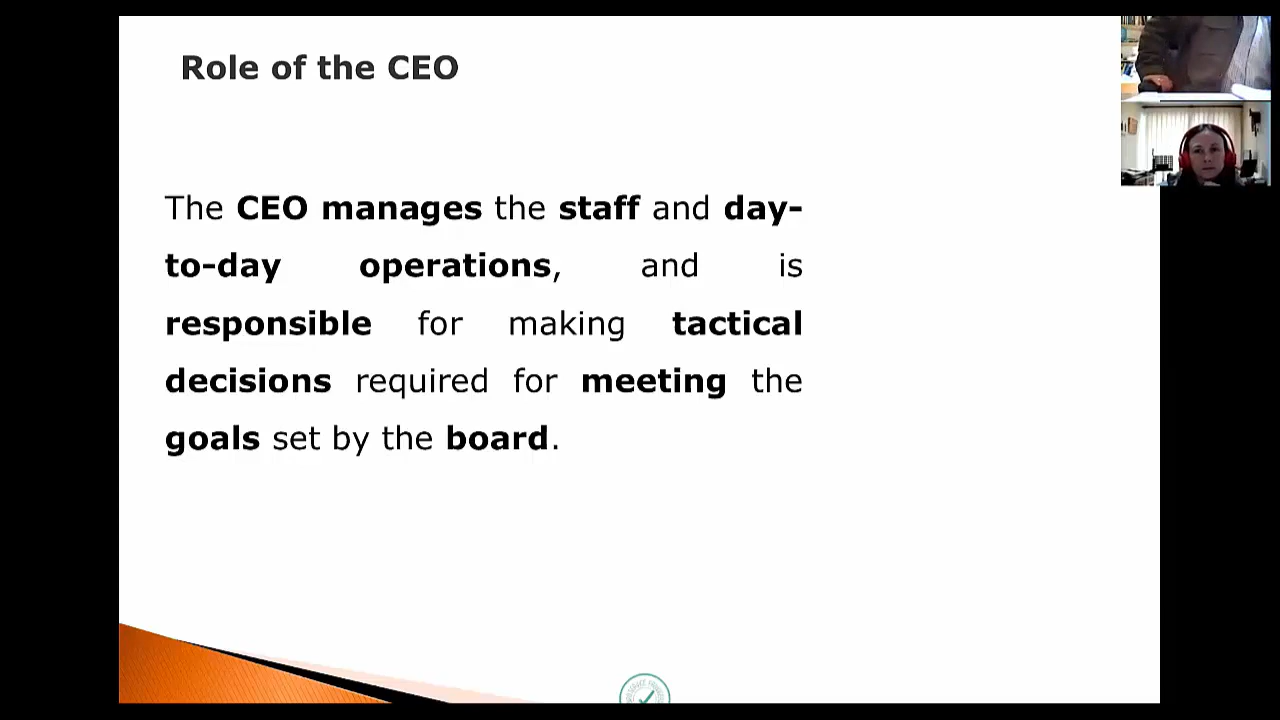 Role of the CEO
The CEO manages the staff and day-
to-day operations, and is
responsible for making tactical
decisions required for meeting the
goals set by the board.